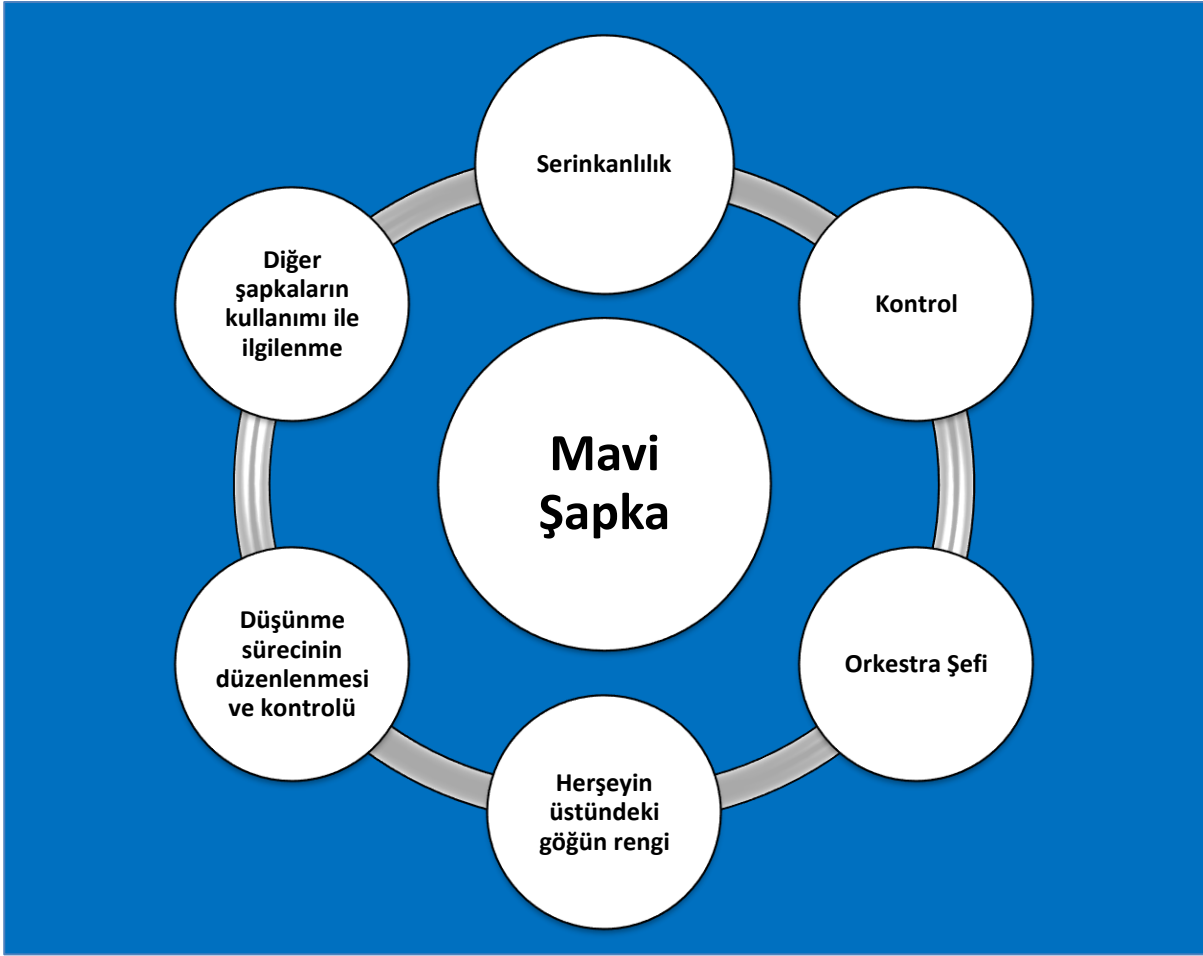 Serinkanlılık
Kontrol
Orkestra Şefi
Herşeyin
üstündeki
göğün rengi
Düşünme
sürecinin
düzenlenmesi
ve kontrolü
Diğer
şapkaların
kullanımı ile
ilgilenme
Mavi
Şapka